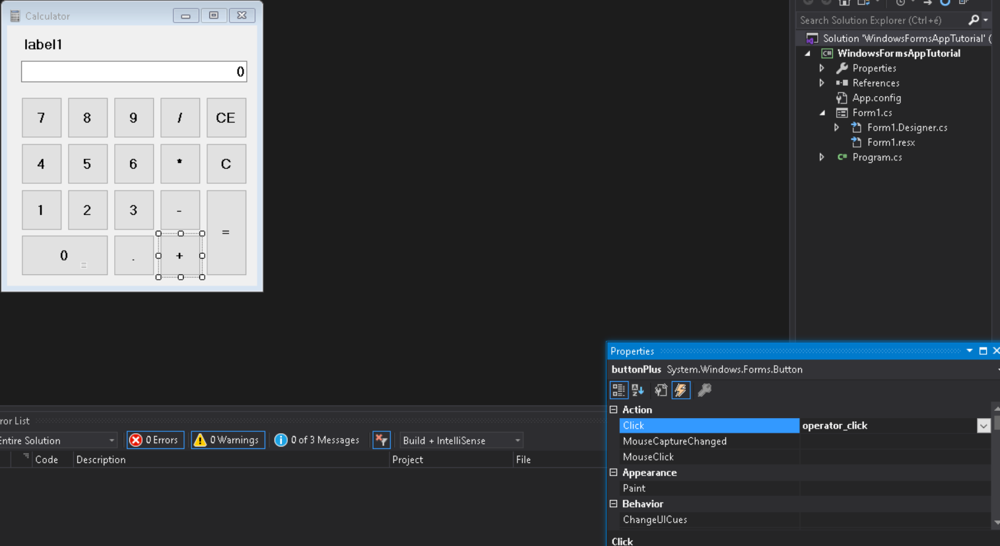 Calculator
label1
0
7 8 9 / CE
4 5 6 * C
1 2 3 -
=
0 = . +
Search Solution Explorer (Ctrl+é)
Solution 'WindowsFormsAppTutorial' (
C# WindowsFormsAppTutorial
Properties
References
App.config
Form1.cs
Form1.Designer.cs
Form1.resx
C# Program.cs
Properties
buttonPlus System.Windows.Forms.Button
Action
Click operator_click
MouseCaptureChanged
MouseClick
Appearance
Paint
Behavior
ChangeUICues
Click
ror List
Entire Solution 0 Errors 0 Warnings 0 of 3 Messages Build + IntelliSense
Code Description Project File